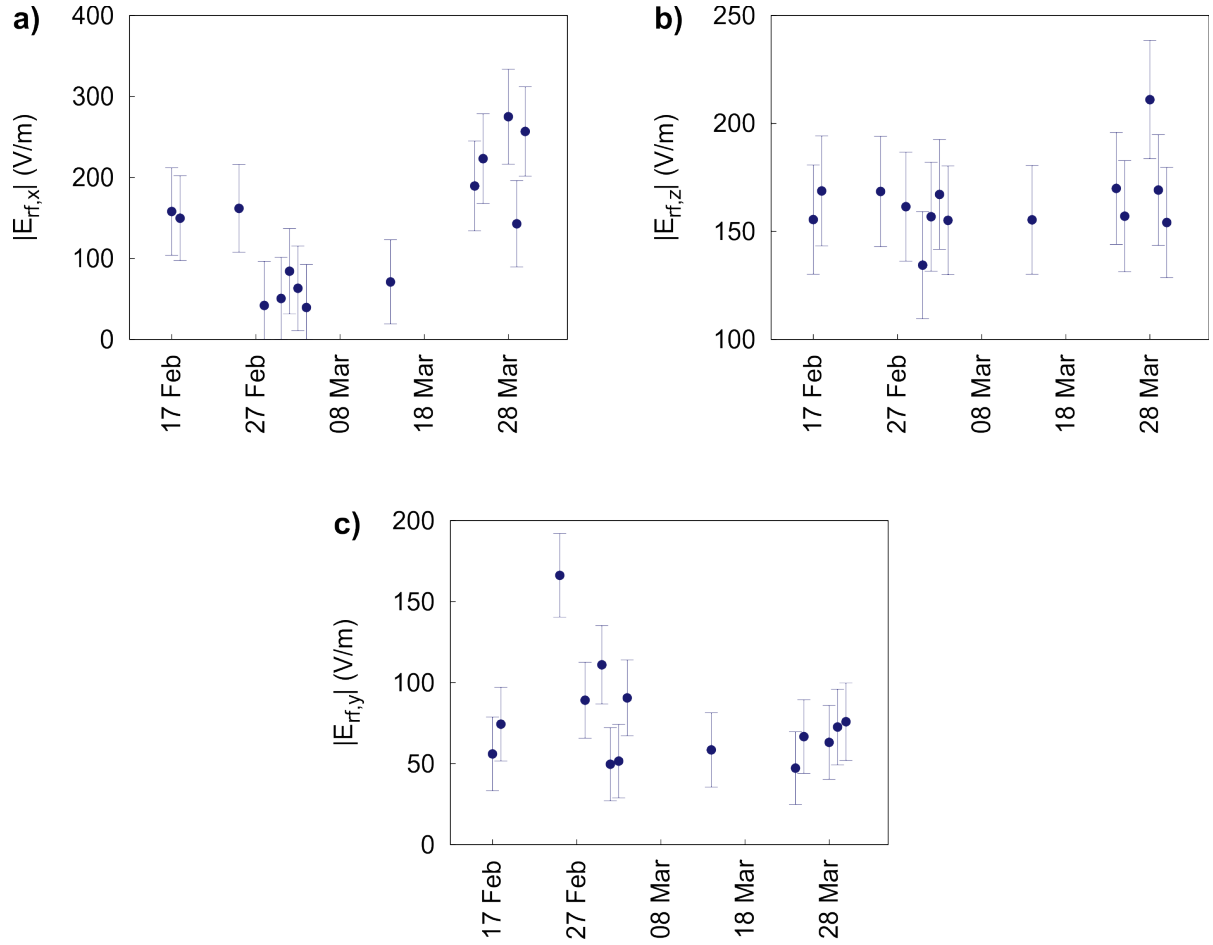 a)
400
300
200
100
0
|E_rf,x| (V/m)
17 Feb
27 Feb
08 Mar
18 Mar
28 Mar
b)
250
200
150
100
|E_rf,z| (V/m)
17 Feb
27 Feb
08 Mar
18 Mar
28 Mar
c)
200
150
100
50
0
|E_rf,y| (V/m)
17 Feb
27 Feb
08 Mar
18 Mar
28 Mar